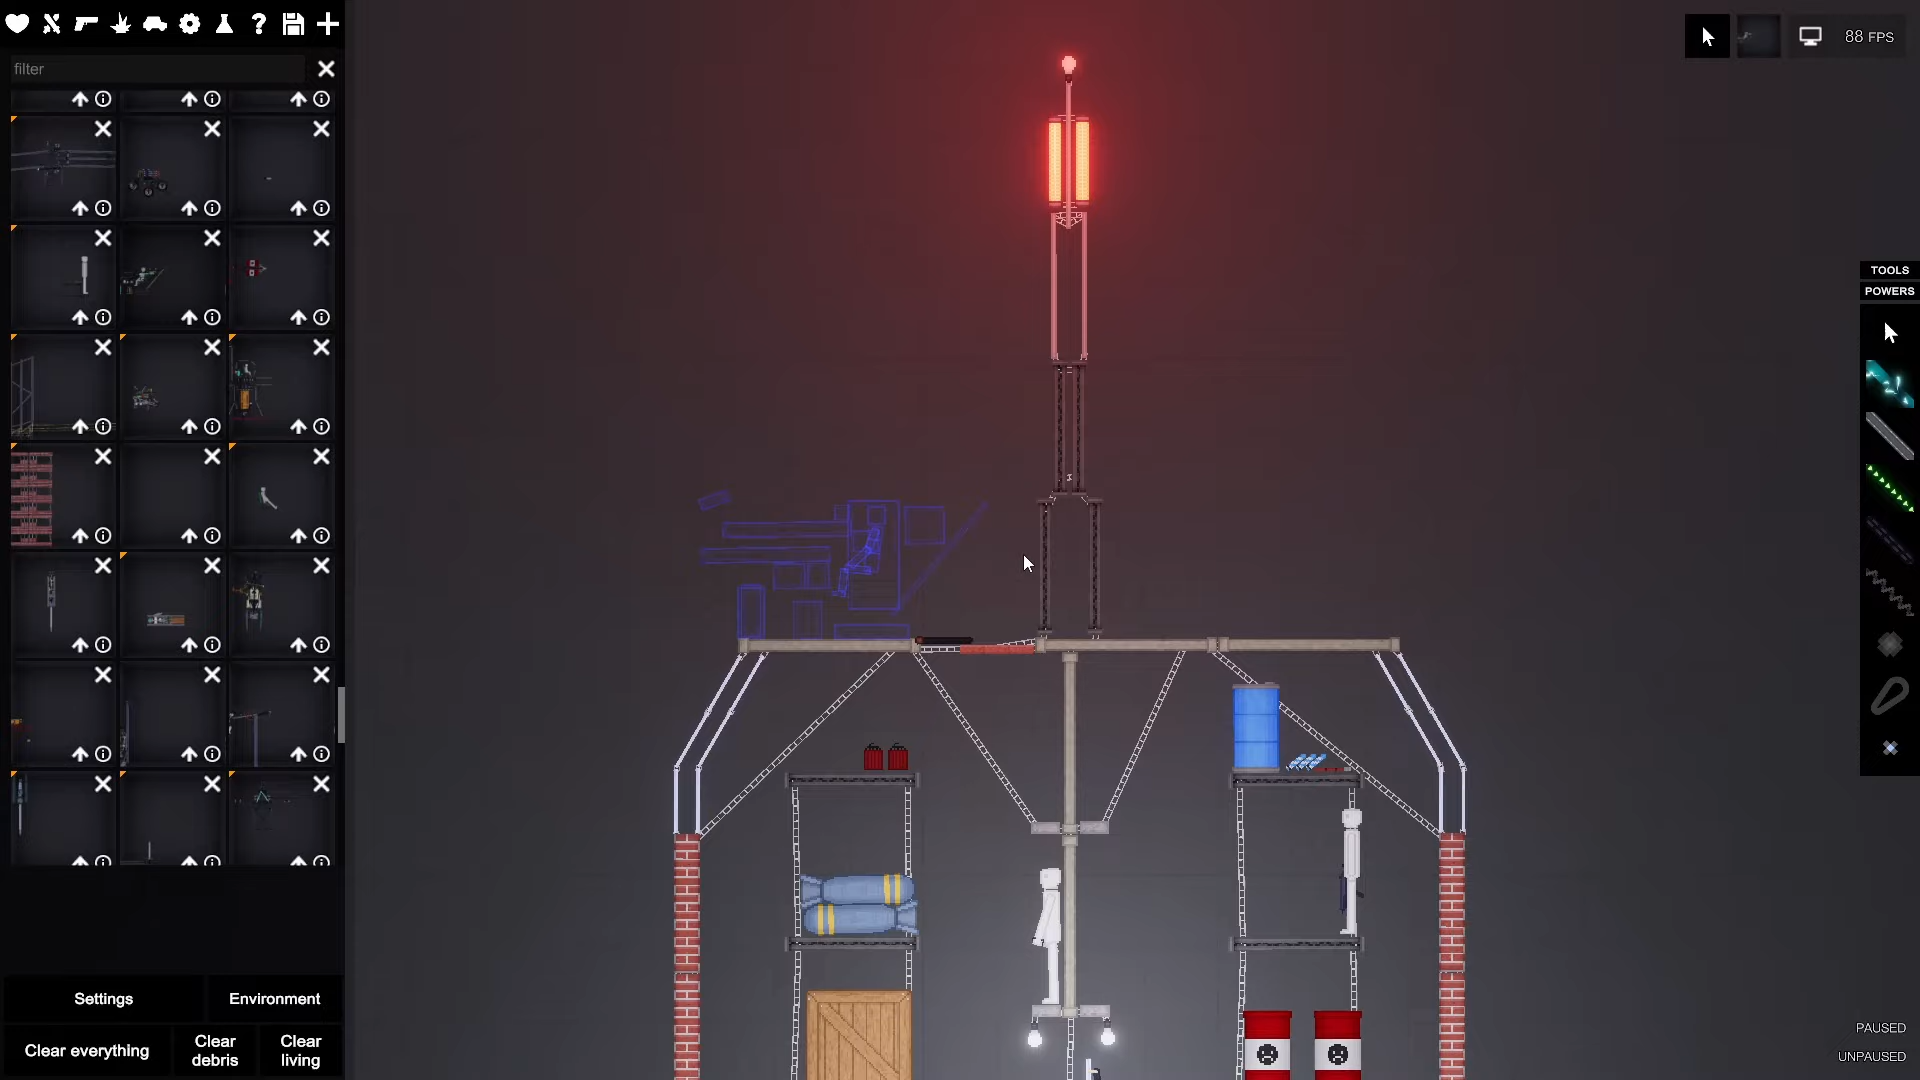 88 FPS
filter
TOOLS
POWERS
Settings
Environment
Clear everything
Clear debris
Clear living
PAUSED
UNPAUSED